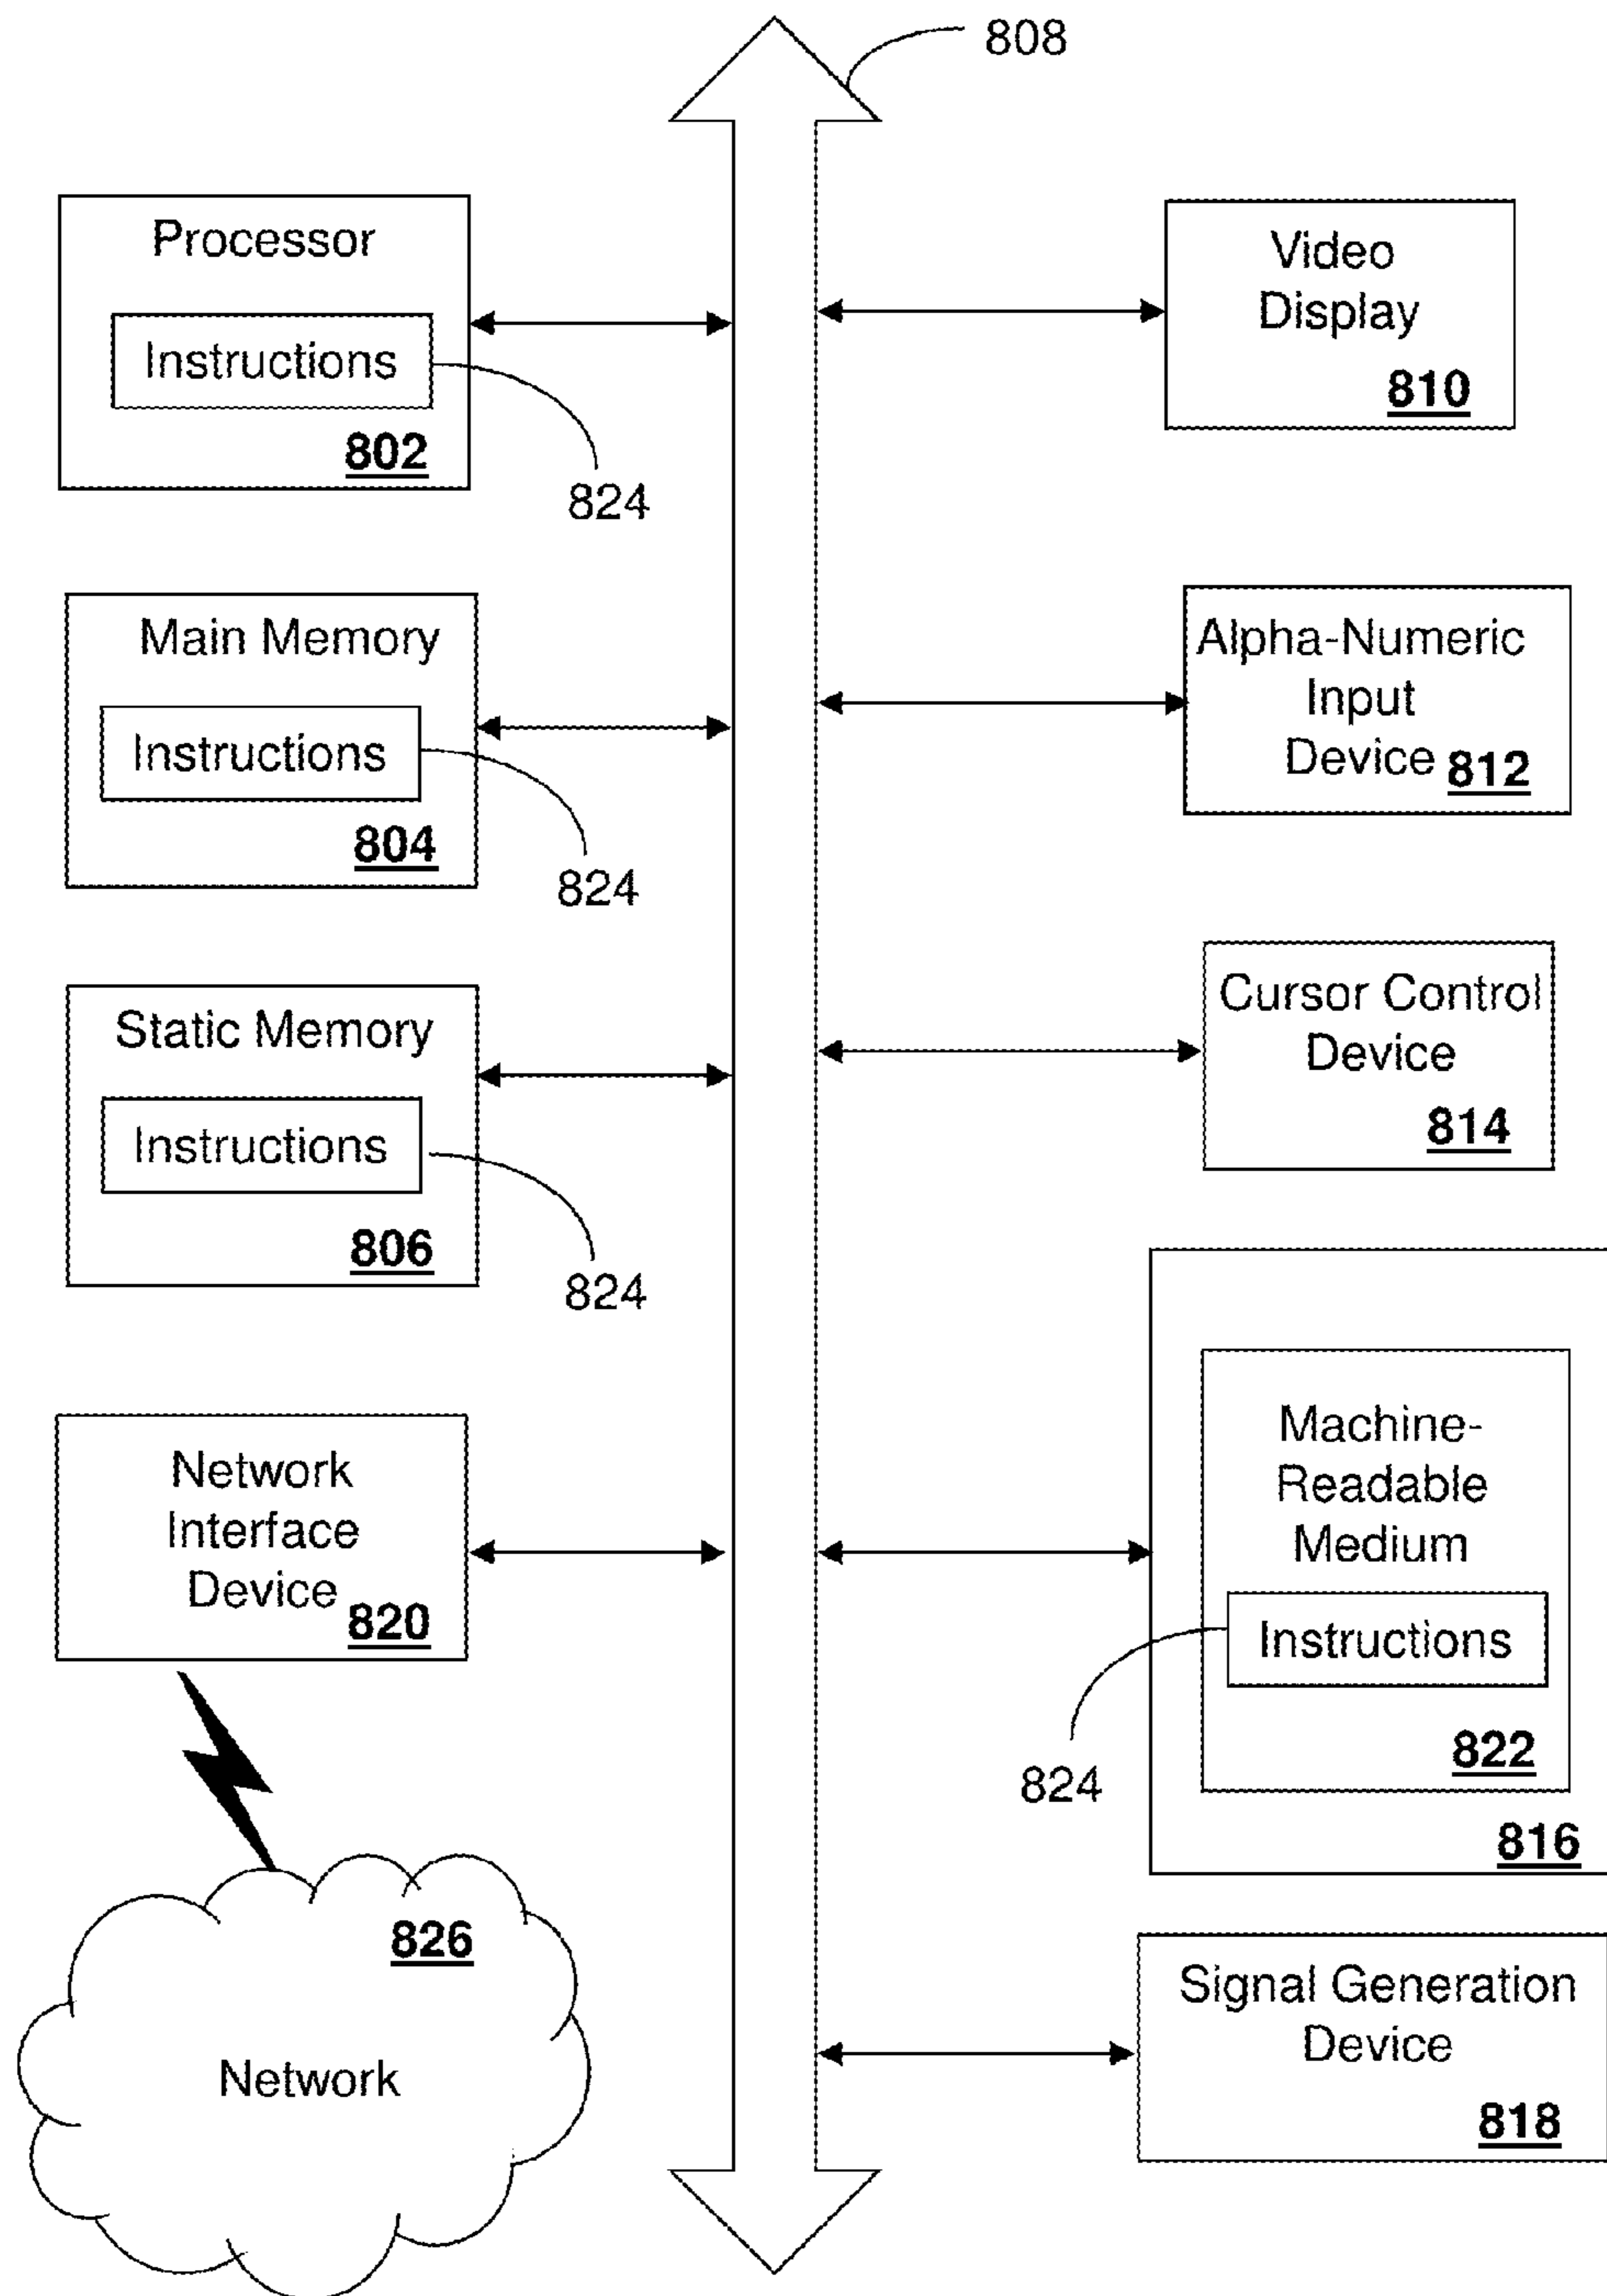 808
Processor
Instructions
802
824
Main Memory
Instructions
804
824
Static Memory
Instructions
806
824
Network
Interface
Device
820
826
Network
Video
Display
810
Alpha-Numeric
Input
Device 812
Cursor Control
Device
814
Machine-
Readable
Medium
Instructions
822
824
816
Signal Generation
Device
818